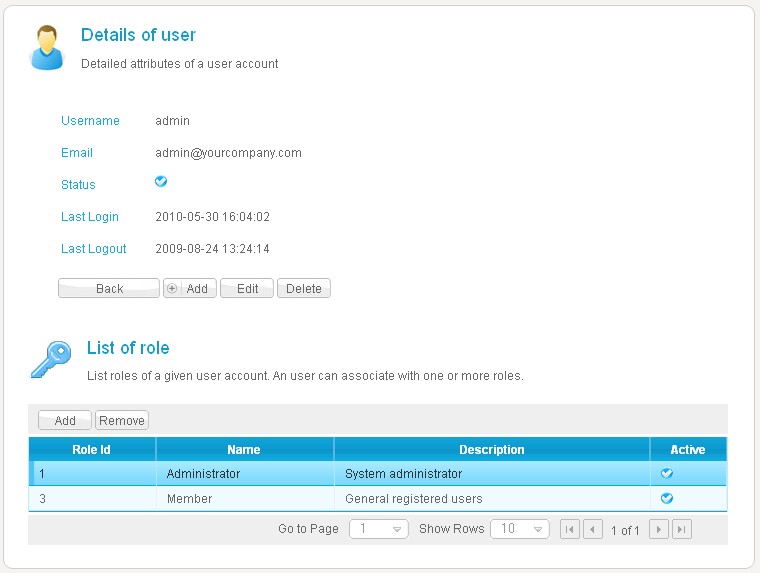 Details of user
Detailed attributes of a user account
Username admin
Email admin@yourcompany.com
Status
Last Login 2010-05-30 16:04:02
Last Logout 2009-08-24 13:24:14
Back Add Edit Delete
List of role
List roles of a given user account. An user can associate with one or more roles.
Add Remove
Role Id Name Description Active
1 Administrator System administrator
3 Member General registered users
Go to Page 1 Show Rows 10 1 of 1